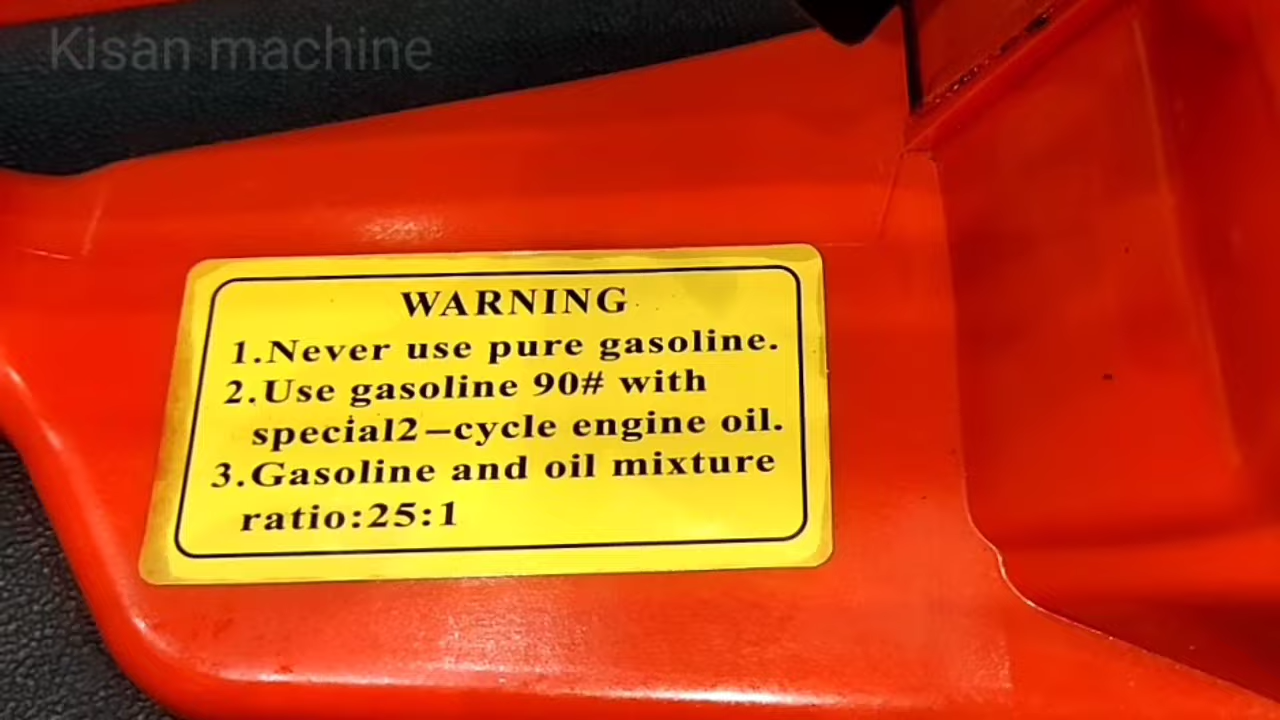 Kisan machine
WARNING
1.Never use pure gasoline.
2.Use gasoline 90# with
special2-cycle engine oil.
3.Gasoline and oil mixture
ratio:25:1